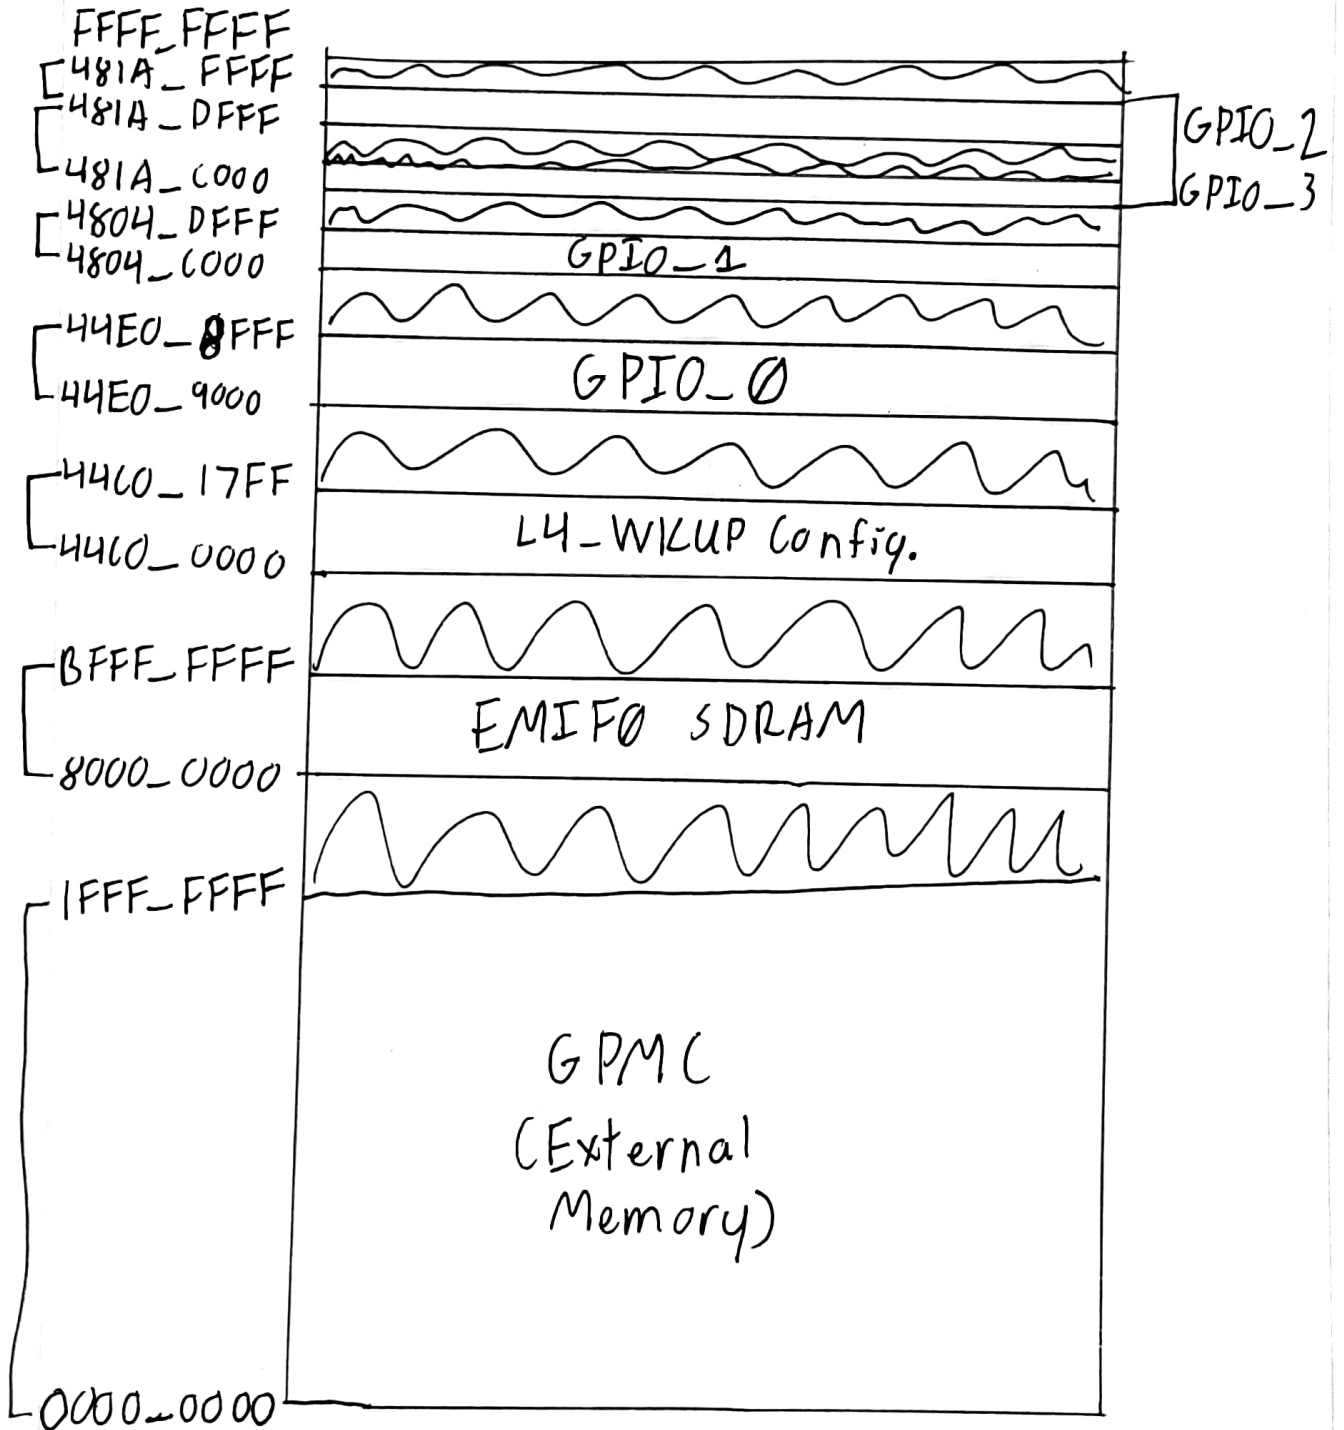 FFFF_FFFF
481A_FFFF
481A_DFFF
GPIO_2
481A_C000
GPIO_3
4804_DFFF
4804_C000
GPIO_1
44E0_8FFF
GPIO_0
44E0_9000
44C0_17FF
L4_WKUP Config.
44C0_0000
BFFF_FFFF
EMIF0 SDRAM
8000_0000
1FFF_FFFF
GPMC
(External
Memory)
0000_0000